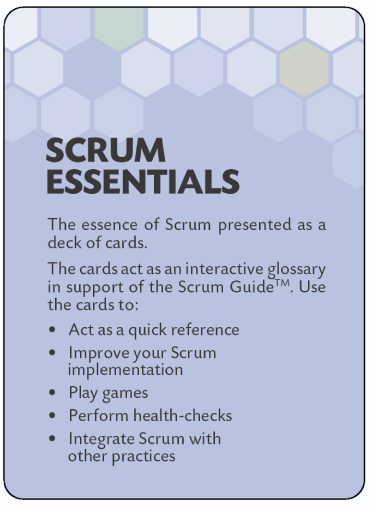 SCRUM
ESSENTIALS
The essence of Scrum presented as a
deck of cards.
The cards act as an interactive glossary
in support of the Scrum Guide™. Use
the cards to:
• Act as a quick reference
• Improve your Scrum
implementation
• Play games
• Perform health-checks
• Integrate Scrum with
other practices